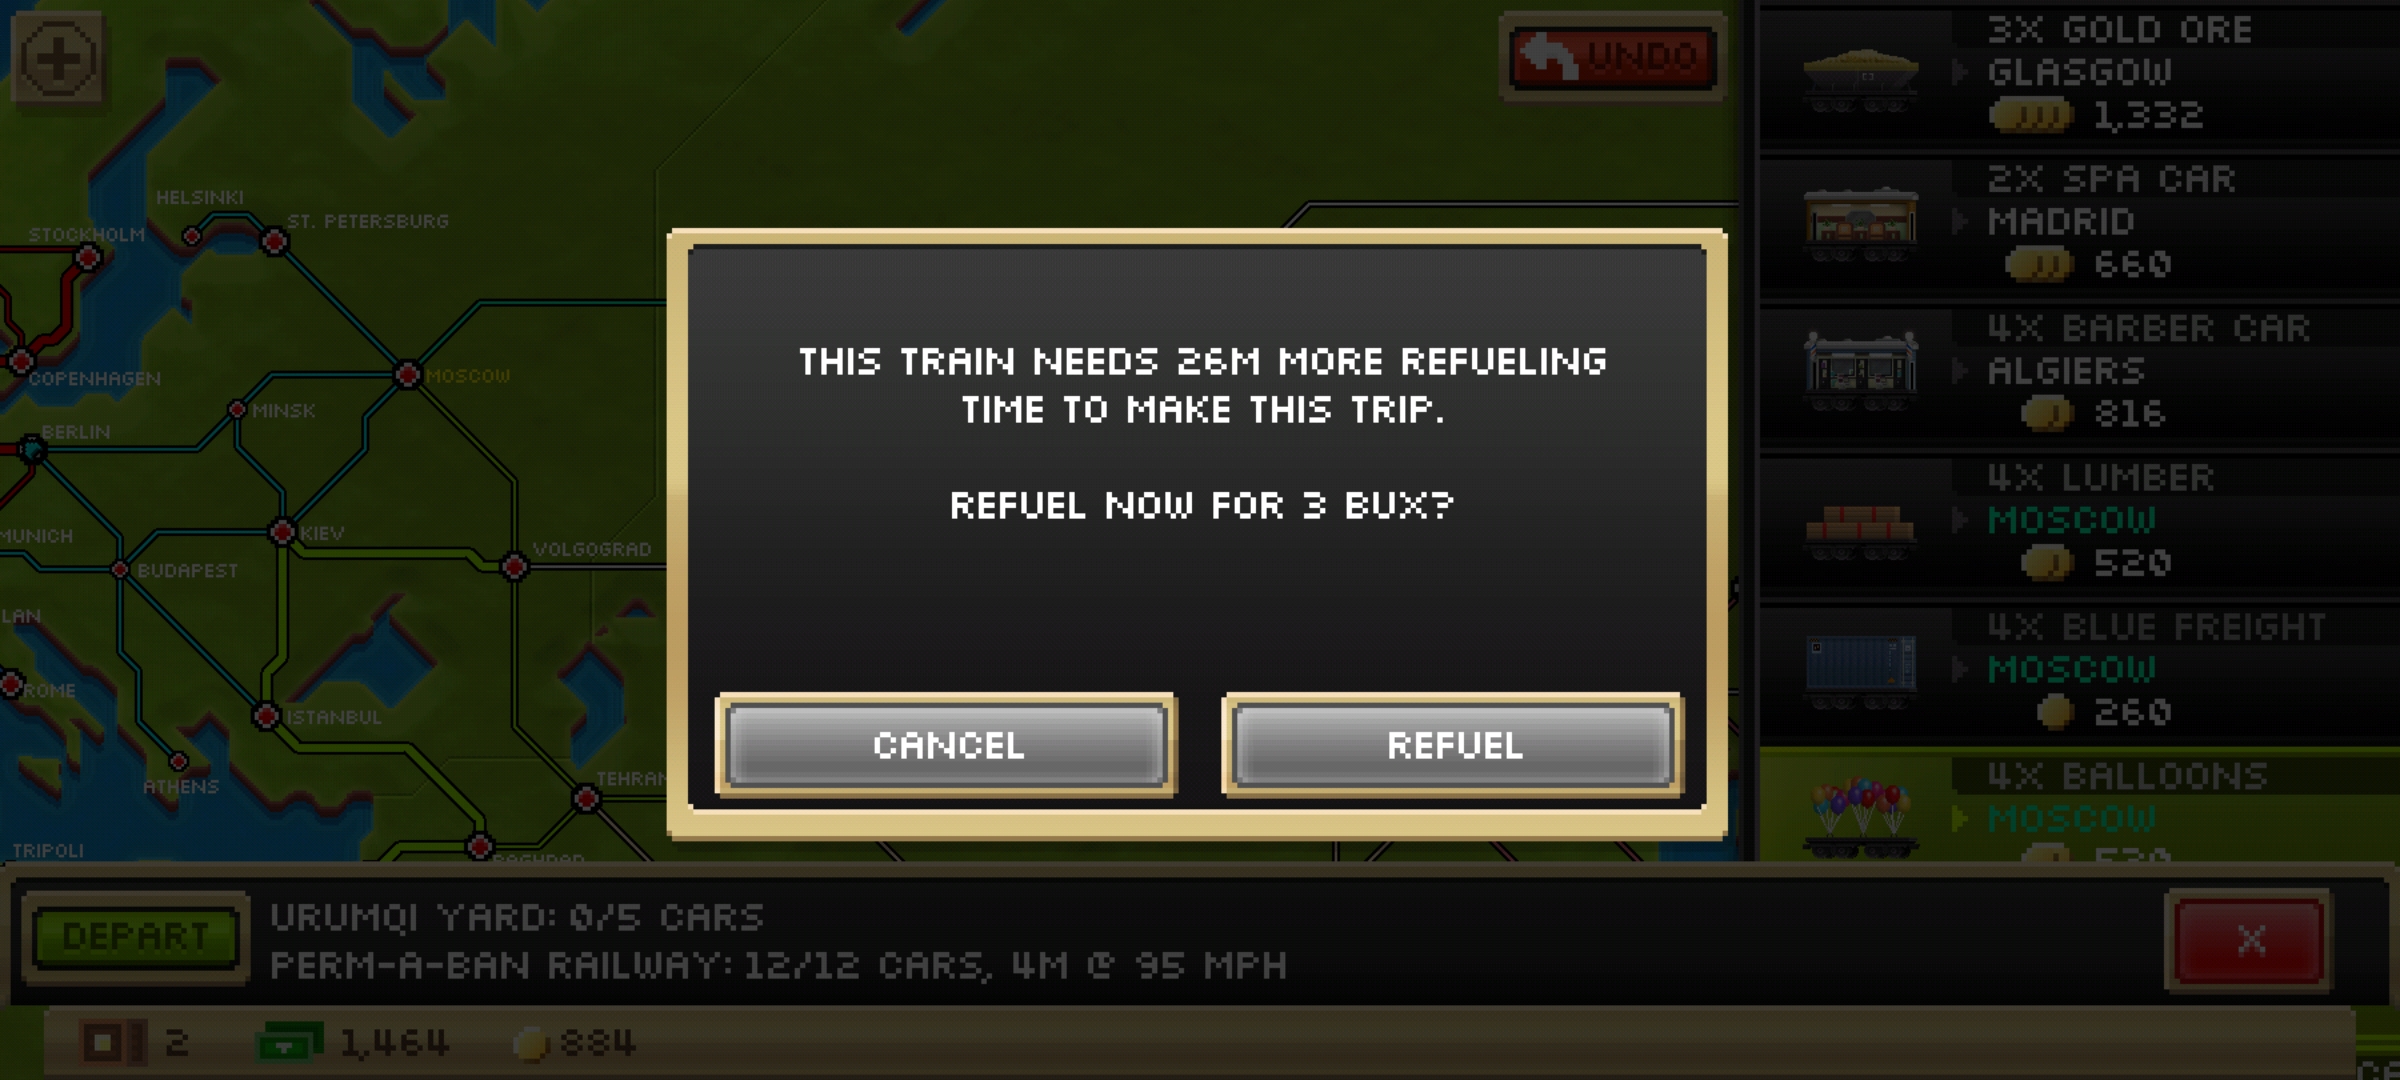 UNDO
3X GOLD ORE
GLASGOW
1,332
2X SPA CAR
MADRID
660
4X BARBER CAR
ALGIERS
816
4X LUMBER
MOSCOW
520
4X BLUE FREIGHT
MOSCOW
260
4X BALLOONS
MOSCOW
520
HELSINKI
ST. PETERSBURG
STOCKHOLM
COPENHAGEN
MOSCOW
MINSK
BERLIN
MUNICH
KIEV
VOLGOGRAD
BUDAPEST
LAN
ROME
ISTANBUL
ATHENS
TEHRAN
TRIPOLI
BAGHDAD
THIS TRAIN NEEDS 26M MORE REFUELING
TIME TO MAKE THIS TRIP.
REFUEL NOW FOR 3 BUX?
CANCEL
REFUEL
DEPART
URUMQI YARD: 0/5 CARS
PERM-A-BAN RAILWAY: 12/12 CARS, 4M @ 95 MPH
X
2
1,464
884